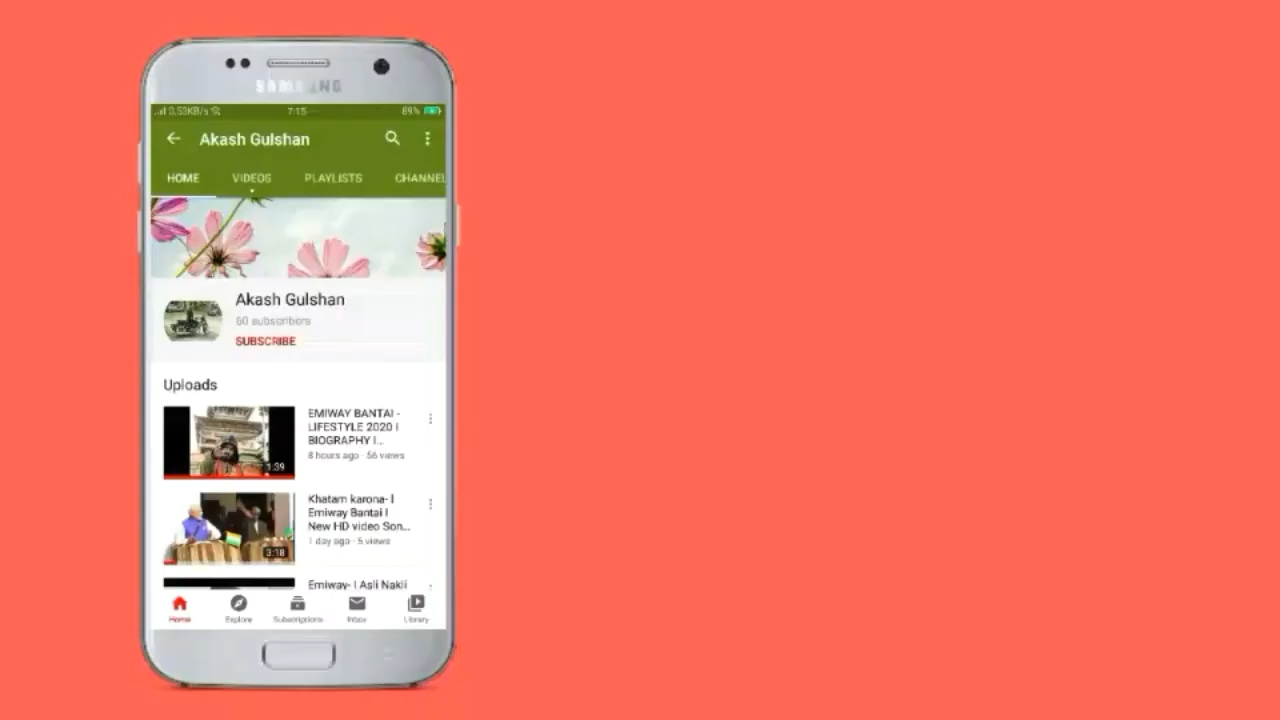 SAMSUNG
0.53KB/s 7:15 89%
Akash Gulshan
HOME VIDEOS PLAYLISTS CHANNEL
Akash Gulshan
60 subscribers
SUBSCRIBE
Uploads
EMIWAY BANTAI -
LIFESTYLE 2020 I
BIOGRAPHY I...
8 hours ago · 56 views
1:39
Khatam karona- I
Emiway Bantai I
New HD video Son...
1 day ago · 5 views
3:18
Emiway- I Asli Nakli
Home Explore Subscriptions Inbox Library